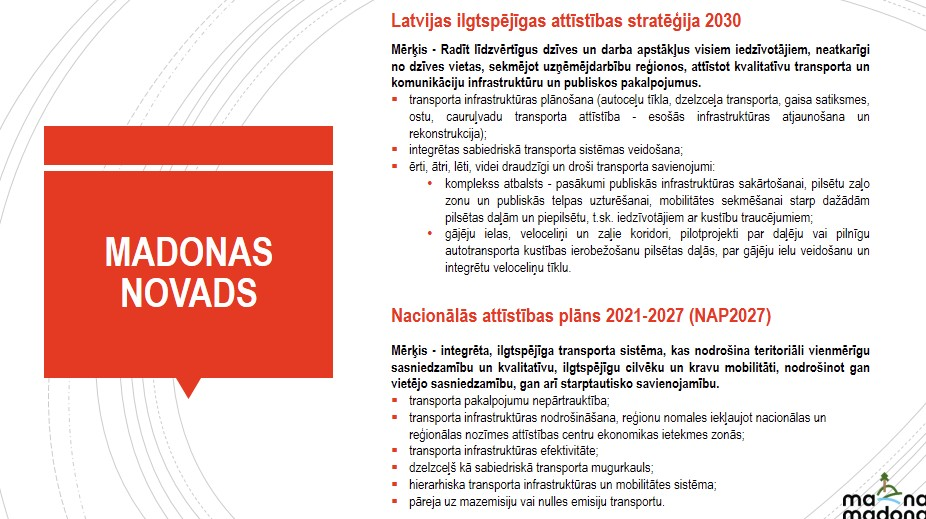 MADONAS
NOVADS
Latvijas ilgtspējīgas attīstības stratēģija 2030
Mērķis - Radīt līdzvērtīgus dzīves un darba apstākļus visiem iedzīvotājiem, neatkarīgi
no dzīves vietas, sekmējot uzņēmējdarbību reģionos, attīstot kvalitatīvu transporta un
komunikāciju infrastruktūru un publiskos pakalpojumus.
▪ transporta infrastruktūras plānošana (autoceļu tīkla, dzelzceļa transporta, gaisa satiksmes,
ostu, cauruļvadu transporta attīstība - esošās infrastruktūras atjaunošana un
rekonstrukcija);
▪ integrētas sabiedriskā transporta sistēmas veidošana;
▪ ērti, ātri, lēti, videi draudzīgi un droši transporta savienojumi:
• komplekss atbalsts - pasākumi publiskās infrastruktūras sakārtošanai, pilsētu zaļo
zonu un publiskās telpas uzturēšanai, mobilitātes sekmēšanai starp dažādām
pilsētas daļām un piepilsētu, t.sk. iedzīvotājiem ar kustību traucējumiem;
• gājēju ielas, veloceliņi un zaļie koridori, pilotprojekti par daļēju vai pilnīgu
autotransporta kustības ierobežošanu pilsētas daļās, par gājēju ielu veidošanu un
integrētu veloceliņu tīklu.
Nacionālās attīstības plāns 2021-2027 (NAP2027)
Mērķis - integrēta, ilgtspējīga transporta sistēma, kas nodrošina teritoriāli vienmērīgu
sasniedzamību un kvalitatīvu, ilgtspējīgu cilvēku un kravu mobilitāti, nodrošinot gan
vietējo sasniedzamību, gan arī starptautisko savienojamību.
▪ transporta pakalpojumu nepārtrauktība;
▪ transporta infrastruktūras nodrošināšana, reģionu nomales iekļaujot nacionālas un
reģionālas nozīmes attīstības centru ekonomikas ietekmes zonās;
▪ transporta infrastruktūras efektivitāte;
▪ dzelzceļš kā sabiedriskā transporta mugurkauls;
▪ hierarhiska transporta infrastruktūras un mobilitātes sistēma;
▪ pāreja uz mazemisiju vai nulles emisiju transportu.
madona